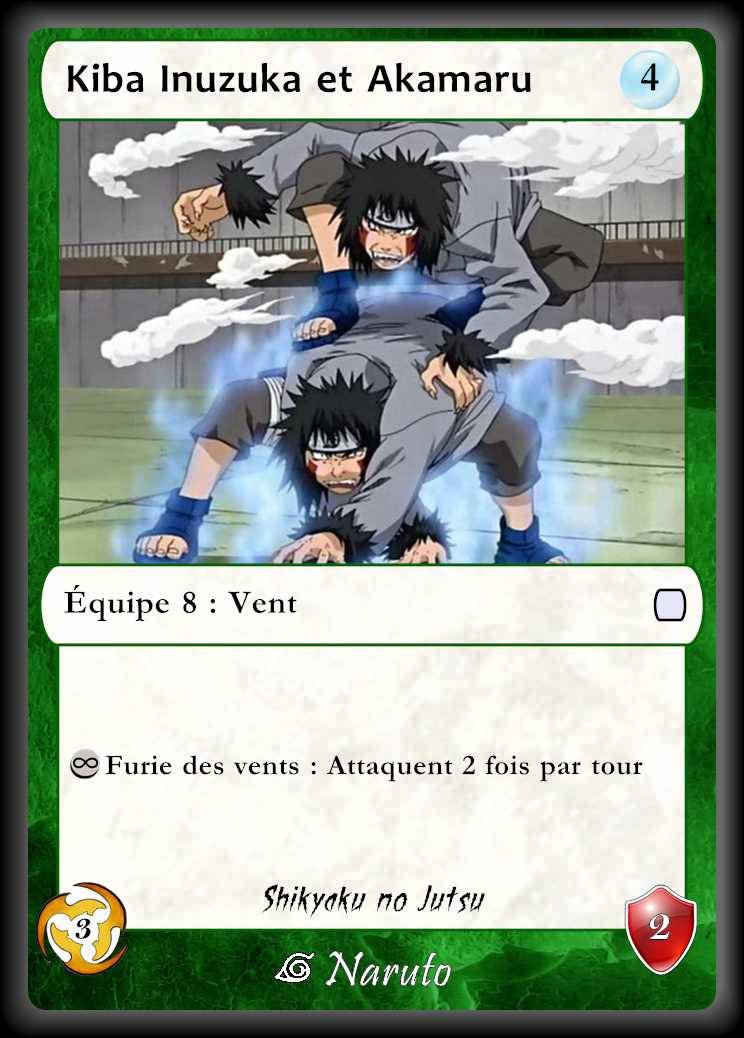 Kiba Inuzuka et Akamaru
4
Équipe 8 : Vent
Furie des vents : Attaquent 2 fois par tour
Shikyaku no Jutsu
3
2
Naruto